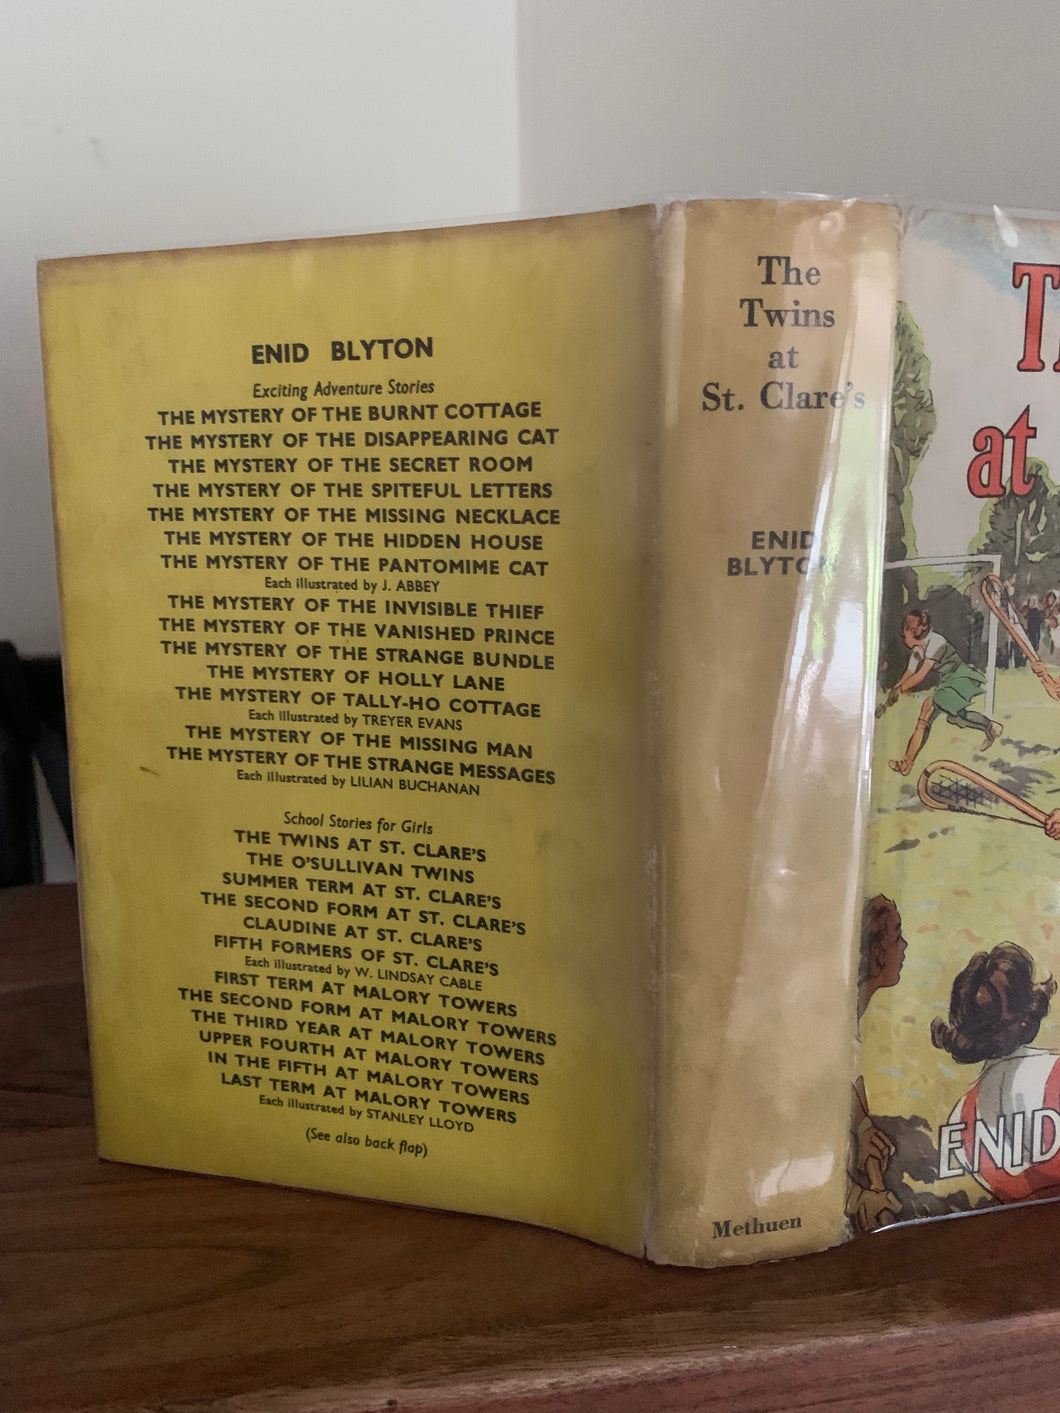 ENID BLYTON
Exciting Adventure Stories
THE MYSTERY OF THE BURNT COTTAGE
THE MYSTERY OF THE DISAPPEARING CAT
THE MYSTERY OF THE SECRET ROOM
THE MYSTERY OF THE SPITEFUL LETTERS
THE MYSTERY OF THE MISSING NECKLACE
THE MYSTERY OF THE HIDDEN HOUSE
THE MYSTERY OF THE PANTOMIME CAT
Each illustrated by J. ABBEY
THE MYSTERY OF THE INVISIBLE THIEF
THE MYSTERY OF THE VANISHED PRINCE
THE MYSTERY OF THE STRANGE BUNDLE
THE MYSTERY OF HOLLY LANE
THE MYSTERY OF TALLY-HO COTTAGE
Each illustrated by TREYER EVANS
THE MYSTERY OF THE MISSING MAN
THE MYSTERY OF THE STRANGE MESSAGES
Each illustrated by LILIAN BUCHANAN
School Stories for Girls
THE TWINS AT ST. CLARE'S
THE O'SULLIVAN TWINS
SUMMER TERM AT ST. CLARE'S
THE SECOND FORM AT ST. CLARE'S
CLAUDINE AT ST. CLARE'S
FIFTH FORMERS OF ST. CLARE'S
Each illustrated by W. LINDSAY CABLE
FIRST TERM AT MALORY TOWERS
THE SECOND FORM AT MALORY TOWERS
THE THIRD YEAR AT MALORY TOWERS
UPPER FOURTH AT MALORY TOWERS
IN THE FIFTH AT MALORY TOWERS
LAST TERM AT MALORY TOWERS
Each illustrated by STANLEY LLOYD
(See also back flap)
The
Twins
at
St. Clare's
ENID
BLYTON
Methuen
at
ENID